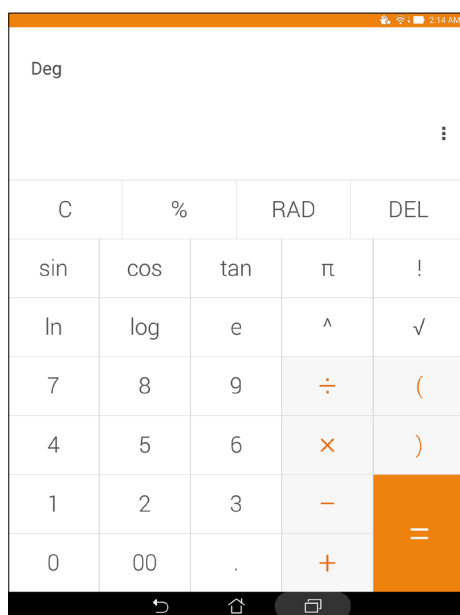 2:14 AM
Deg
C % RAD DEL
sin cos tan π !
ln log e ^ √
7 8 9 ÷ (
4 5 6 × )
1 2 3 −
=
0 00 . +